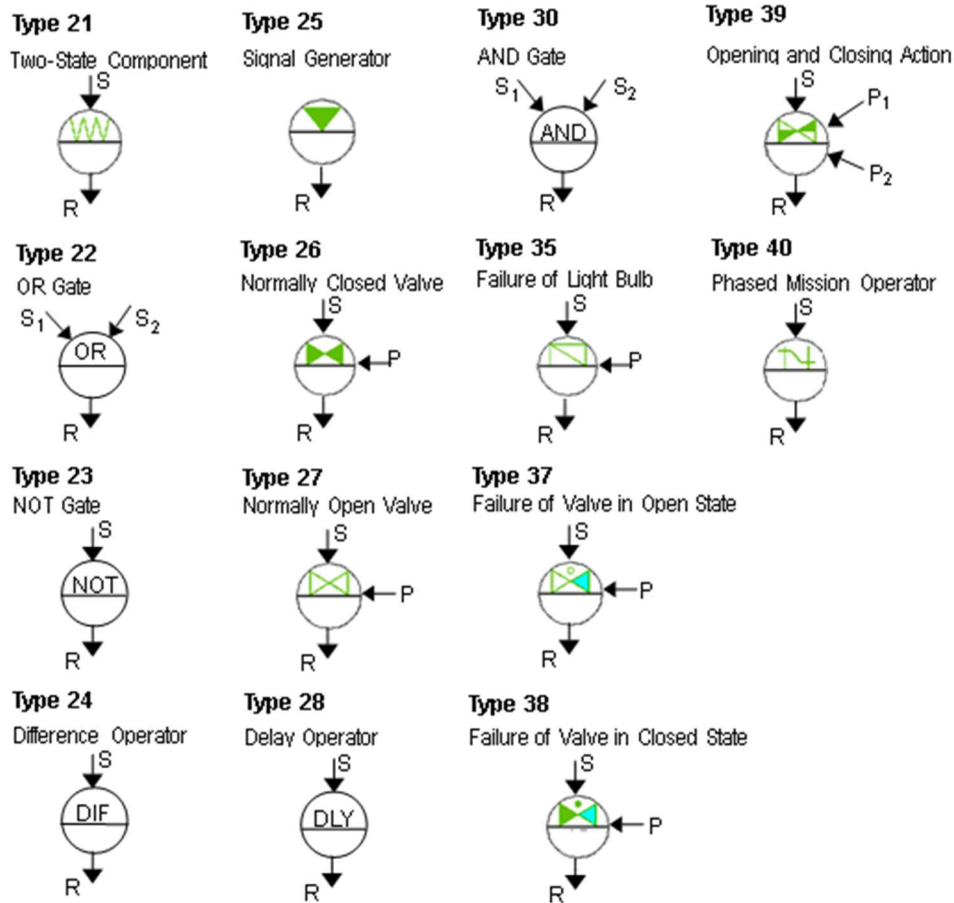 Type 21
Two-State Component
S
R
Type 25
Signal Generator
R
Type 30
AND Gate
S1 S2
AND
R
Type 39
Opening and Closing Action
S
P1
P2
R
Type 22
OR Gate
S1 S2
OR
R
Type 26
Normally Closed Valve
S
P
R
Type 35
Failure of Light Bulb
S
P
R
Type 40
Phased Mission Operator
S
R
Type 23
NOT Gate
S
NOT
R
Type 27
Normally Open Valve
S
P
R
Type 37
Failure of Valve in Open State
S
P
R
Type 24
Difference Operator
S
DIF
R
Type 28
Delay Operator
S
DLY
R
Type 38
Failure of Valve in Closed State
S
P
R